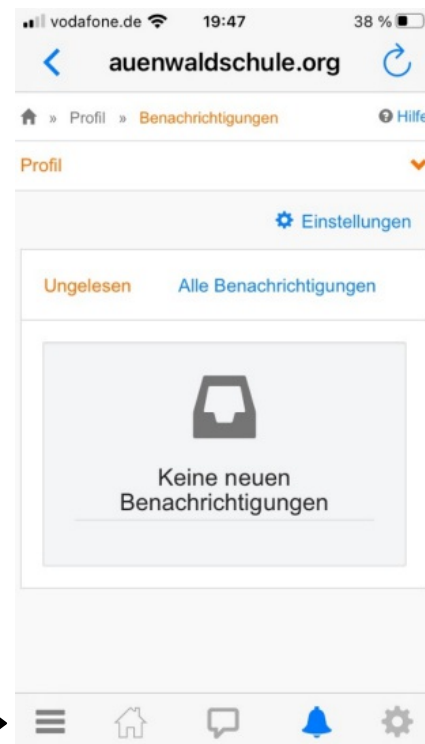 vodafone.de 19:47 38 %
auenwaldschule.org
» Profil » Benachrichtigungen Hilfe
Profil
Einstellungen
Ungelesen Alle Benachrichtigungen
Keine neuen
Benachrichtigungen